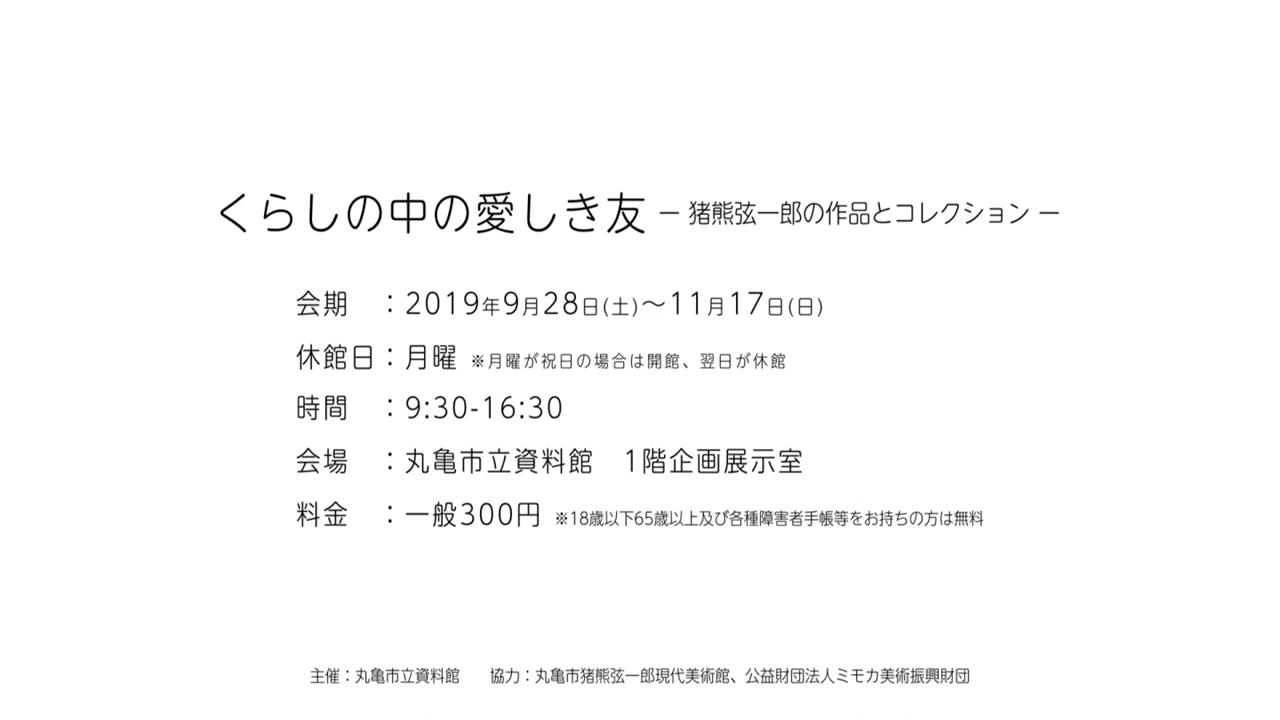 くらしの中の愛しき友 ー 猪熊弦一郎の作品とコレクション ー
会期　：2019年9月28日(土)～11月17日(日)
休館日：月曜 ※月曜が祝日の場合は開館、翌日が休館
時間　：9:30-16:30
会場　：丸亀市立資料館　1階企画展示室
料金　：一般300円 ※18歳以下65歳以上及び各種障害者手帳等をお持ちの方は無料
主催：丸亀市立資料館　　協力：丸亀市猪熊弦一郎現代美術館、公益財団法人ミモカ美術振興財団